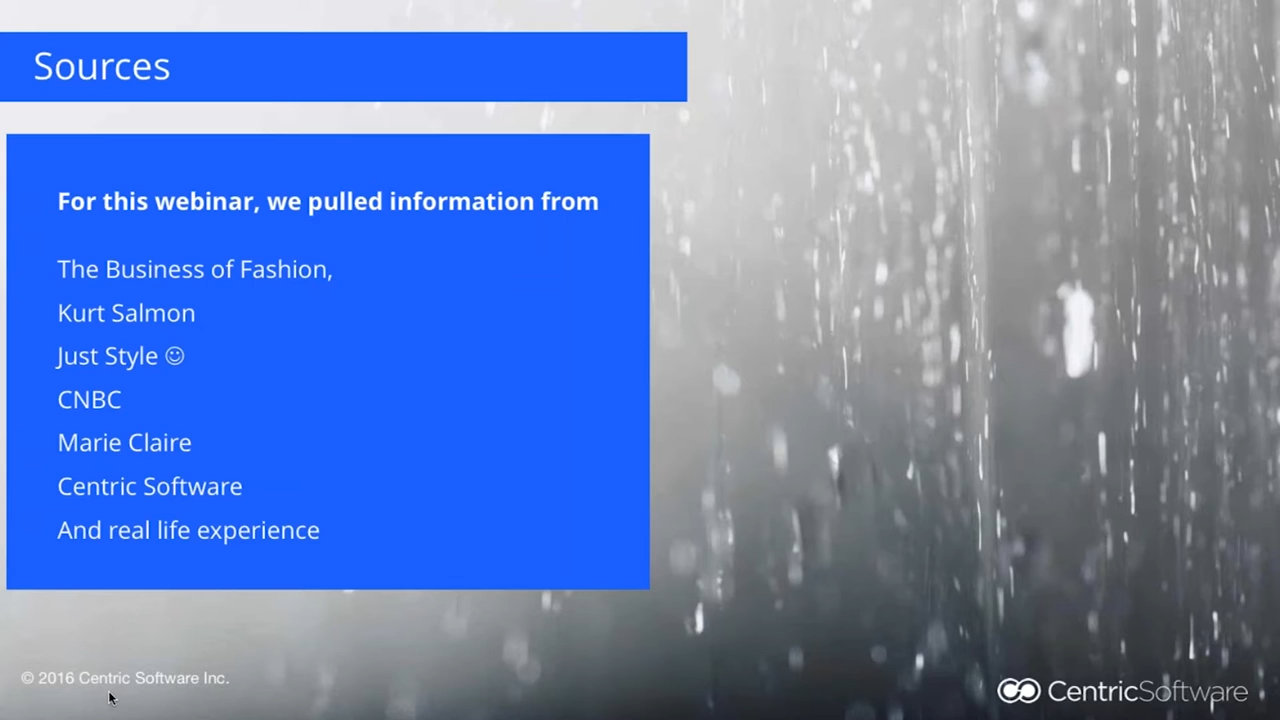 Sources
For this webinar, we pulled information from
The Business of Fashion,
Kurt Salmon
Just Style ☺
CNBC
Marie Claire
Centric Software
And real life experience
© 2016 Centric Software Inc.
CentricSoftware